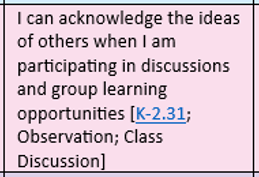 I can acknowledge the ideas
of others when I am
participating in discussions
and group learning
opportunities [K-2.31;
Observation; Class
Discussion]